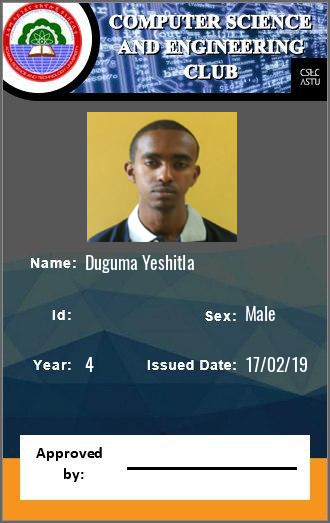 COMPUTER SCIENCE
AND ENGINEERING
CLUB
CSEC
ASTU
Name: Duguma Yeshitla
Id: Sex: Male
Year: 4 Issued Date: 17/02/19
Approved
by: